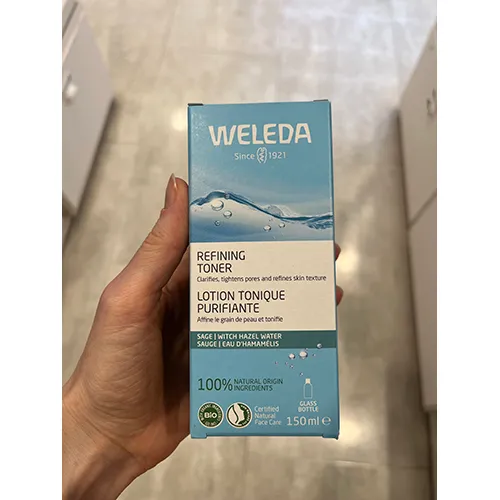 WELEDA
Since 1921
REFINING
TONER
Clarifies, tightens pores and refines skin texture
LOTION TONIQUE
PURIFIANTE
Affine le grain de peau et tonifie
SAGE | WITCH HAZEL WATER
SAUGE | EAU D'HAMAMÉLIS
100% NATURAL ORIGIN
INGREDIENTS
BIO
Certified
Natural
Face Care
GLASS
BOTTLE
150 ml e